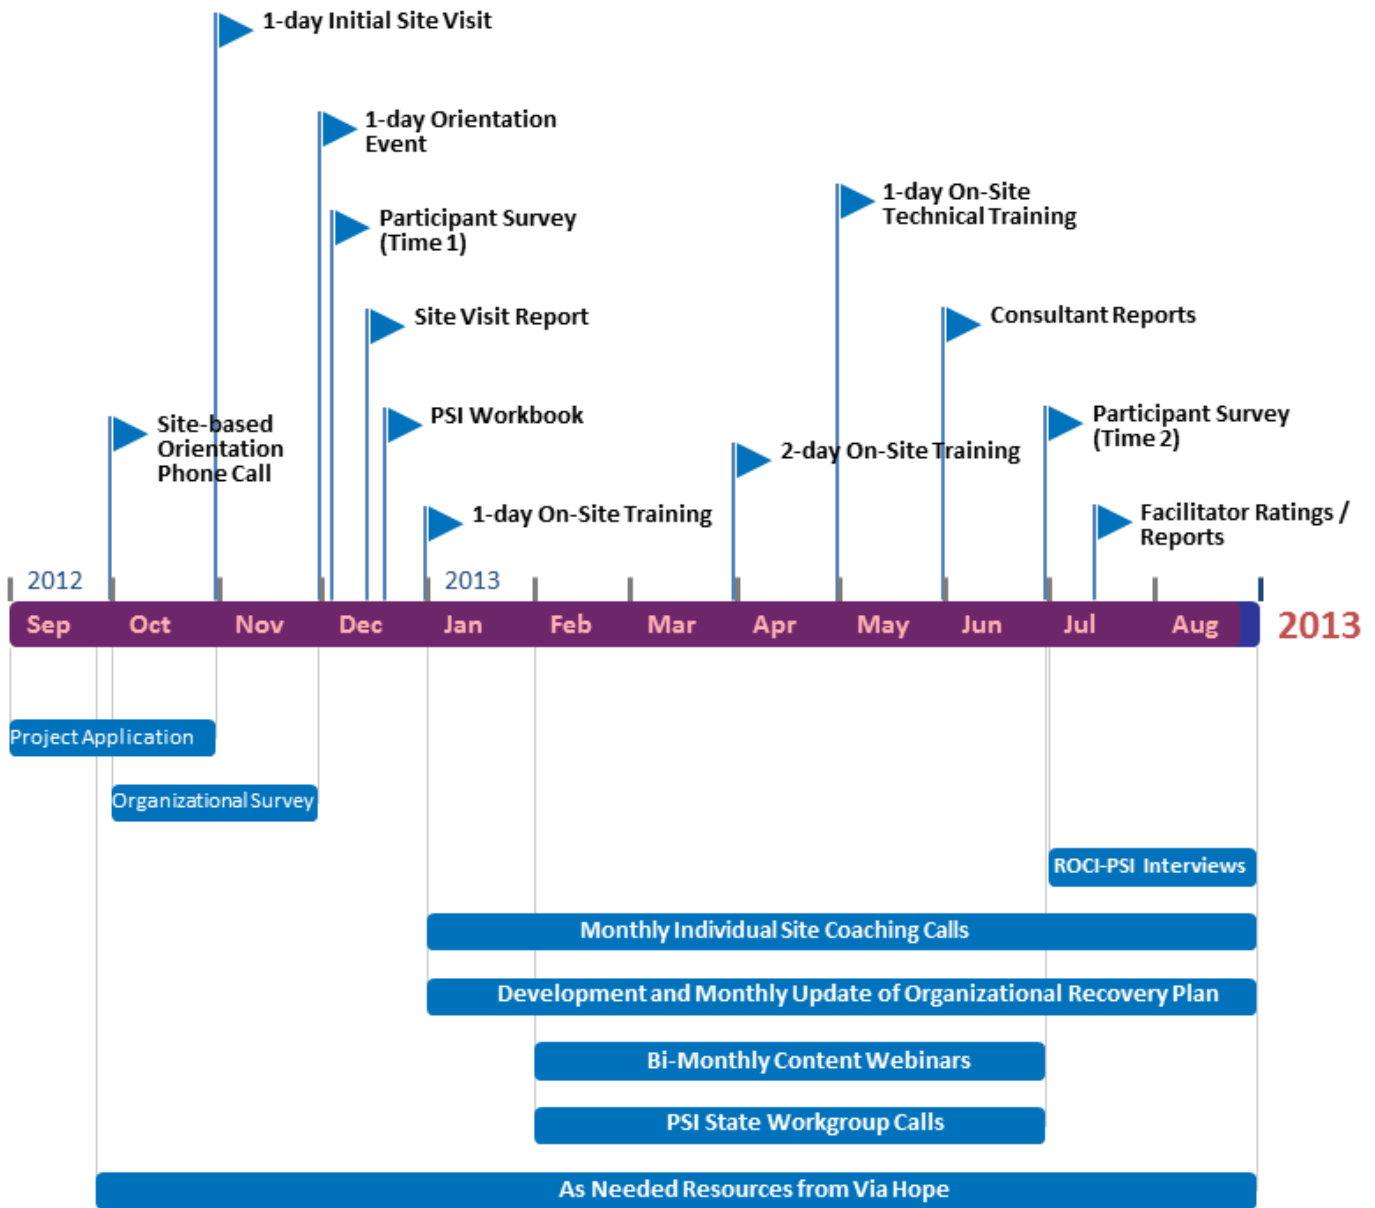 1-day Initial Site Visit
1-day Orientation
Event
Participant Survey
(Time 1)
1-day On-Site
Technical Training
Site Visit Report
Consultant Reports
Site-based
Orientation
Phone Call
PSI Workbook
2-day On-Site Training
Participant Survey
(Time 2)
1-day On-Site Training
Facilitator Ratings /
Reports
2012
2013
Sep Oct Nov Dec Jan Feb Mar Apr May Jun Jul Aug 2013
Project Application
Organizational Survey
ROCI-PSI Interviews
Monthly Individual Site Coaching Calls
Development and Monthly Update of Organizational Recovery Plan
Bi-Monthly Content Webinars
PSI State Workgroup Calls
As Needed Resources from Via Hope